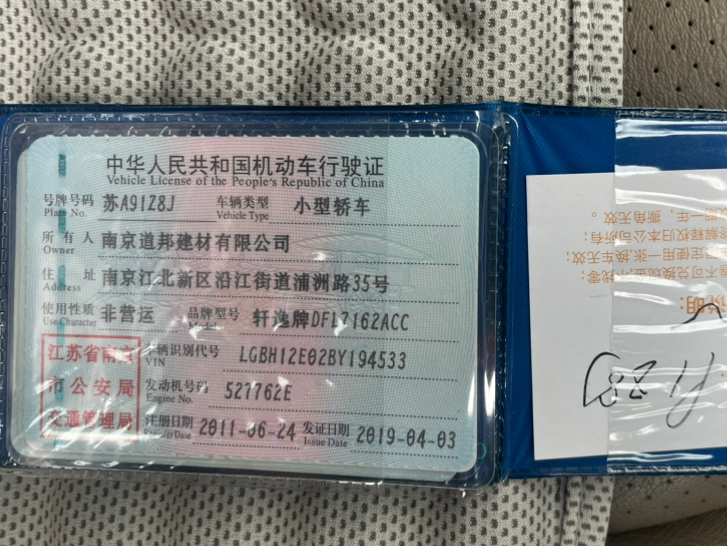 中华人民共和国机动车行驶证
Vehicle License of the People's Republic of China
号牌号码 苏A91Z8J 车辆类型 小型轿车
Plate No. Vehicle Type
所有人 南京道邦建材有限公司
Owner
住址 南京江北新区沿江街道浦洲路35号
Address
使用性质 非营运 品牌型号 轩逸牌DFL7162ACC
Use Character
江苏省南京
市公安局
交通管理局
车辆识别代号 LGBH12E02BY194533
VIN
发动机号码 527762E
Engine No.
注册日期 2011-06-24 发证日期 2019-04-03
Register Date Issue Date